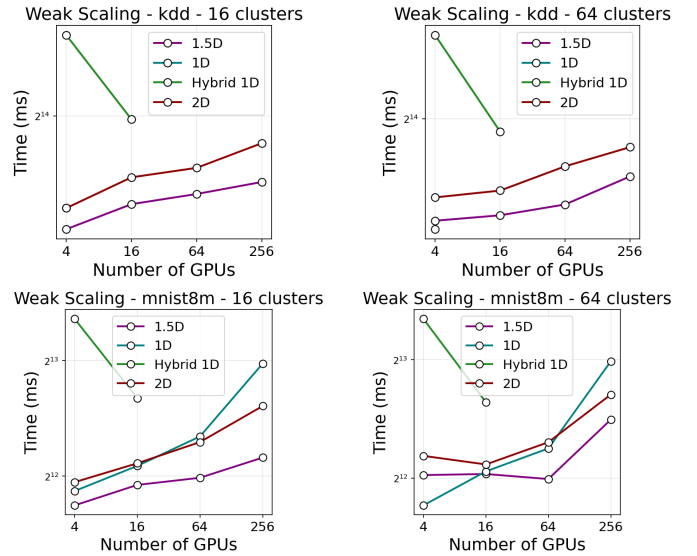 Weak Scaling - kdd - 16 clusters
Time (ms)
2^14
1.5D
1D
Hybrid 1D
2D
4 16 64 256
Number of GPUs
Weak Scaling - kdd - 64 clusters
Time (ms)
2^14
1.5D
1D
Hybrid 1D
2D
4 16 64 256
Number of GPUs
Weak Scaling - mnist8m - 16 clusters
Time (ms)
2^13
2^12
1.5D
1D
Hybrid 1D
2D
4 16 64 256
Number of GPUs
Weak Scaling - mnist8m - 64 clusters
Time (ms)
2^13
2^12
1.5D
1D
Hybrid 1D
2D
4 16 64 256
Number of GPUs